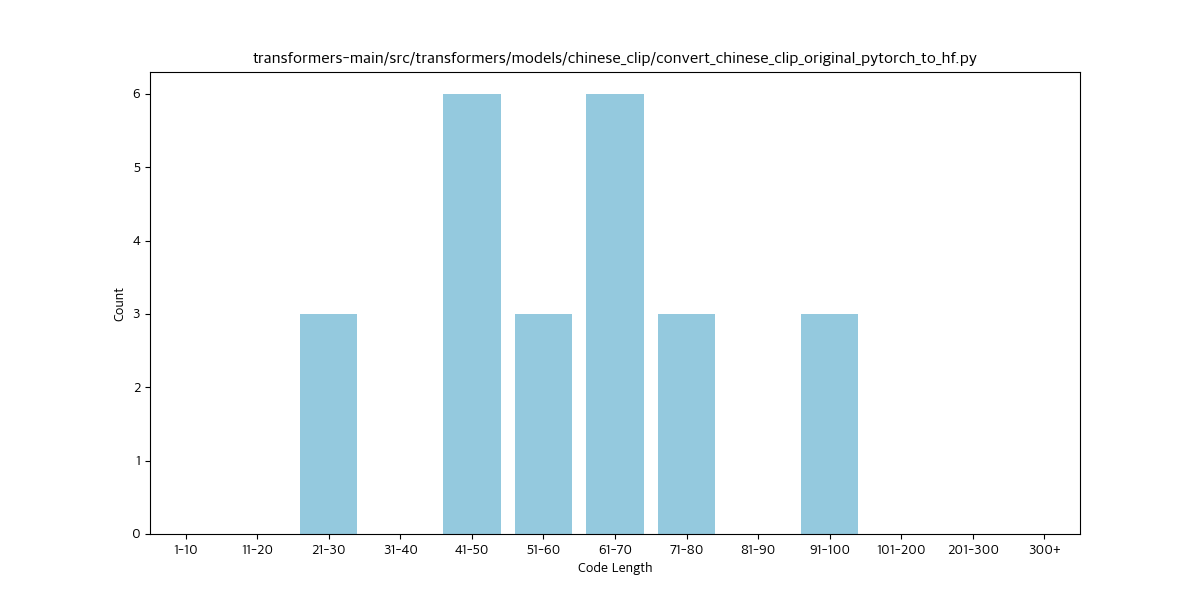 transformers-main/src/transformers/models/chinese_clip/convert_chinese_clip_original_pytorch_to_hf.py
6
5
4
3
2
1
0
Count
1-10 11-20 21-30 31-40 41-50 51-60 61-70 71-80 81-90 91-100 101-200 201-300 300+
Code Length